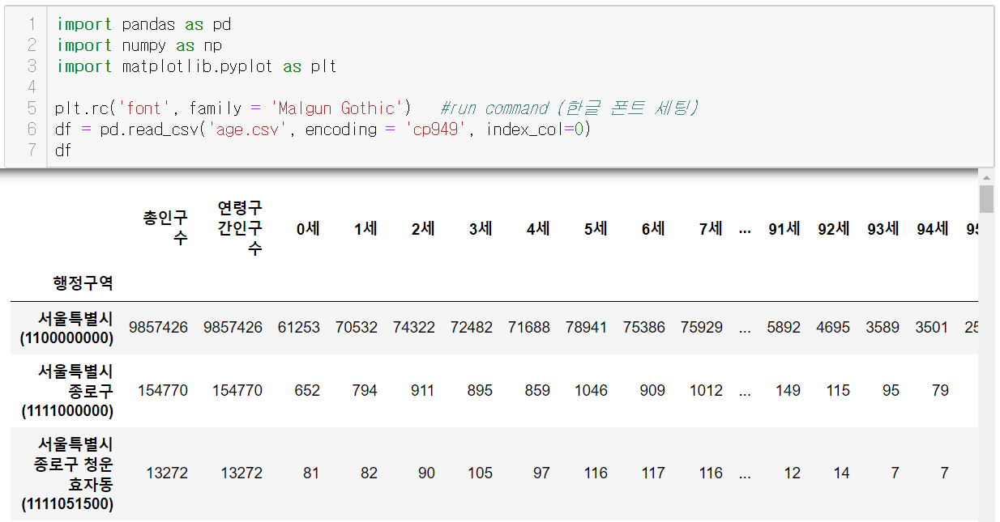 1 import pandas as pd
2 import numpy as np
3 import matplotlib.pyplot as plt
4
5 plt.rc('font', family = 'Malgun Gothic')   #run command (한글 폰트 세팅)
6 df = pd.read_csv('age.csv', encoding = 'cp949', index_col=0)
7 df
총인구
수
연령구
간인구
수
0세 1세 2세 3세 4세 5세 6세 7세 ... 91세 92세 93세 94세
행정구역
서울특별시
(1100000000)
9857426 9857426 61253 70532 74322 72482 71688 78941 75386 75929 ... 5892 4695 3589 3501
서울특별시
종로구
(1111000000)
154770 154770 652 794 911 895 859 1046 909 1012 ... 149 115 95 79
서울특별시
종로구 청운
효자동
(1111051500)
13272 13272 81 82 90 105 97 116 117 116 ... 12 14 7 7